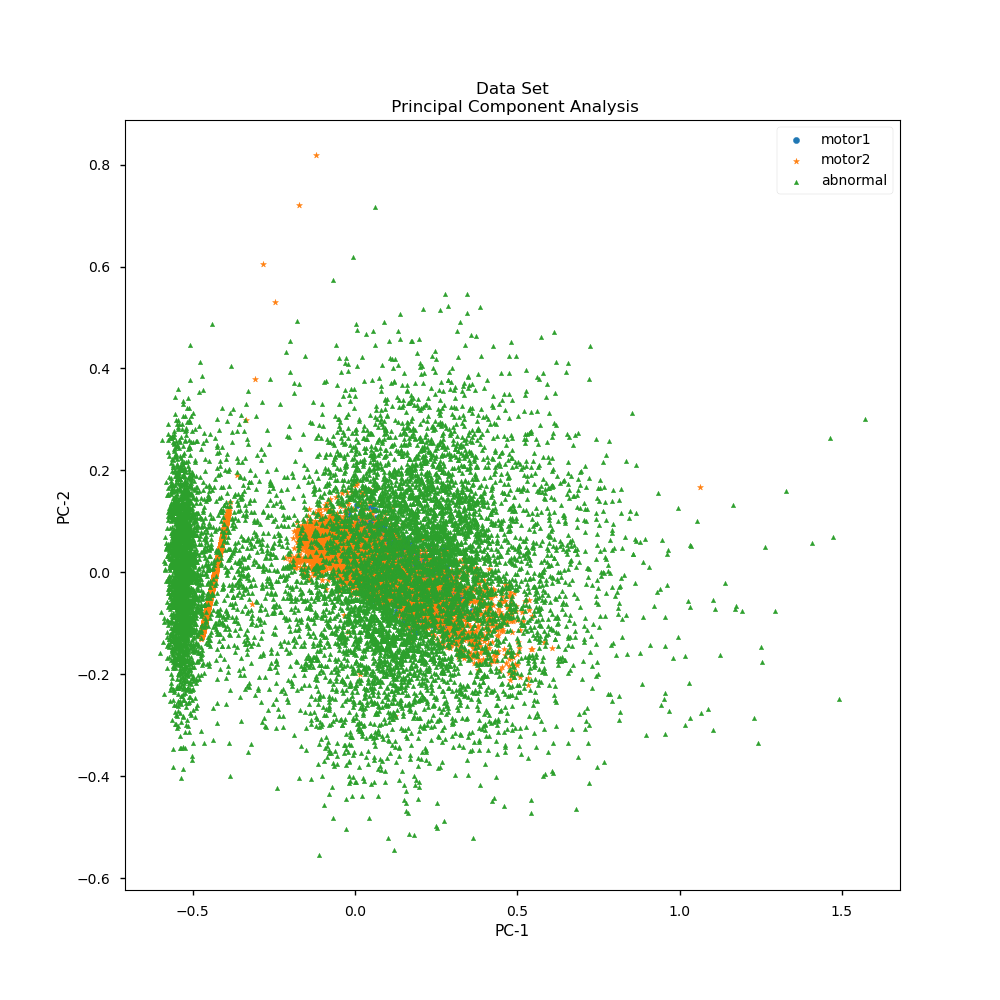 Data Set
Principal Component Analysis
motor1
motor2
abnormal
0.8
0.6
0.4
0.2
0.0
−0.2
−0.4
−0.6
PC-2
−0.5
0.0
0.5
1.0
1.5
PC-1